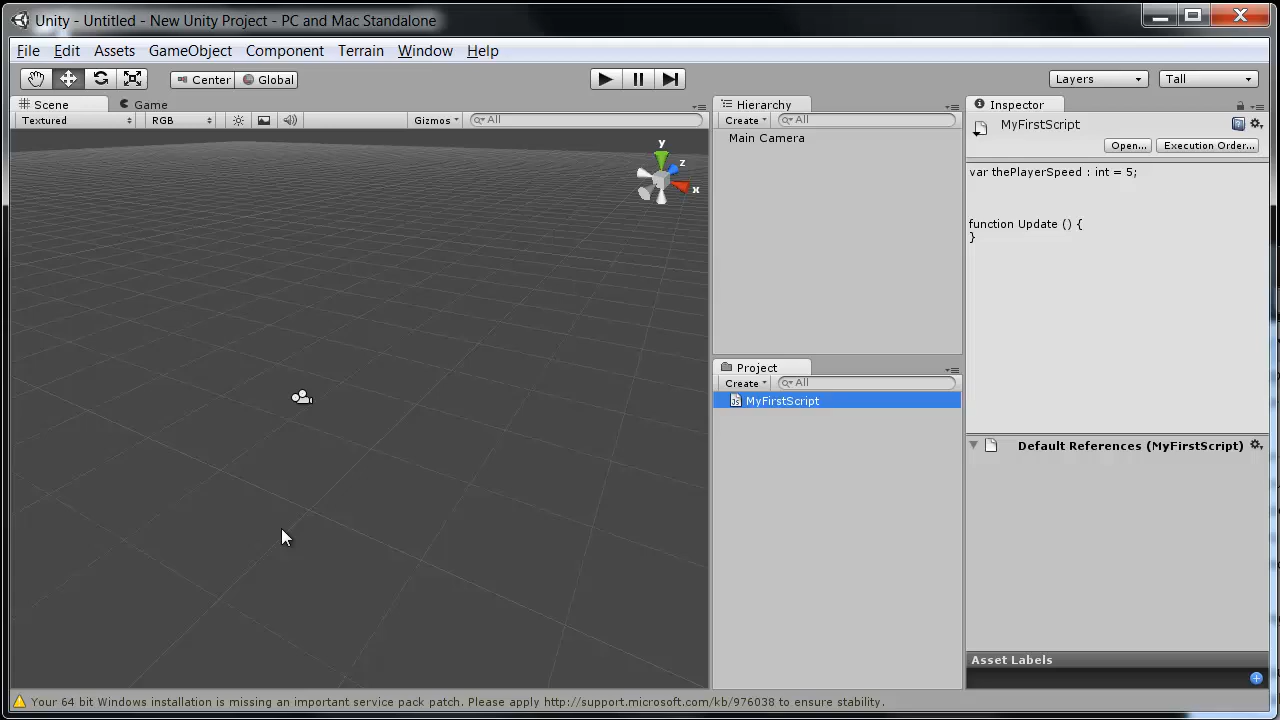 Unity - Untitled - New Unity Project - PC and Mac Standalone
File Edit Assets GameObject Component Terrain Window Help
Center Global Layers Tall
Scene Game
Textured RGB Gizmos All
y
z
x
Hierarchy
Create All
Main Camera
Project
Create All
MyFirstScript
Inspector
MyFirstScript
Open... Execution Order...
var thePlayerSpeed : int = 5;
function Update () {
}
Default References (MyFirstScript)
Asset Labels
Your 64 bit Windows installation is missing an important service pack patch. Please apply http://support.microsoft.com/kb/976038 to ensure stability.